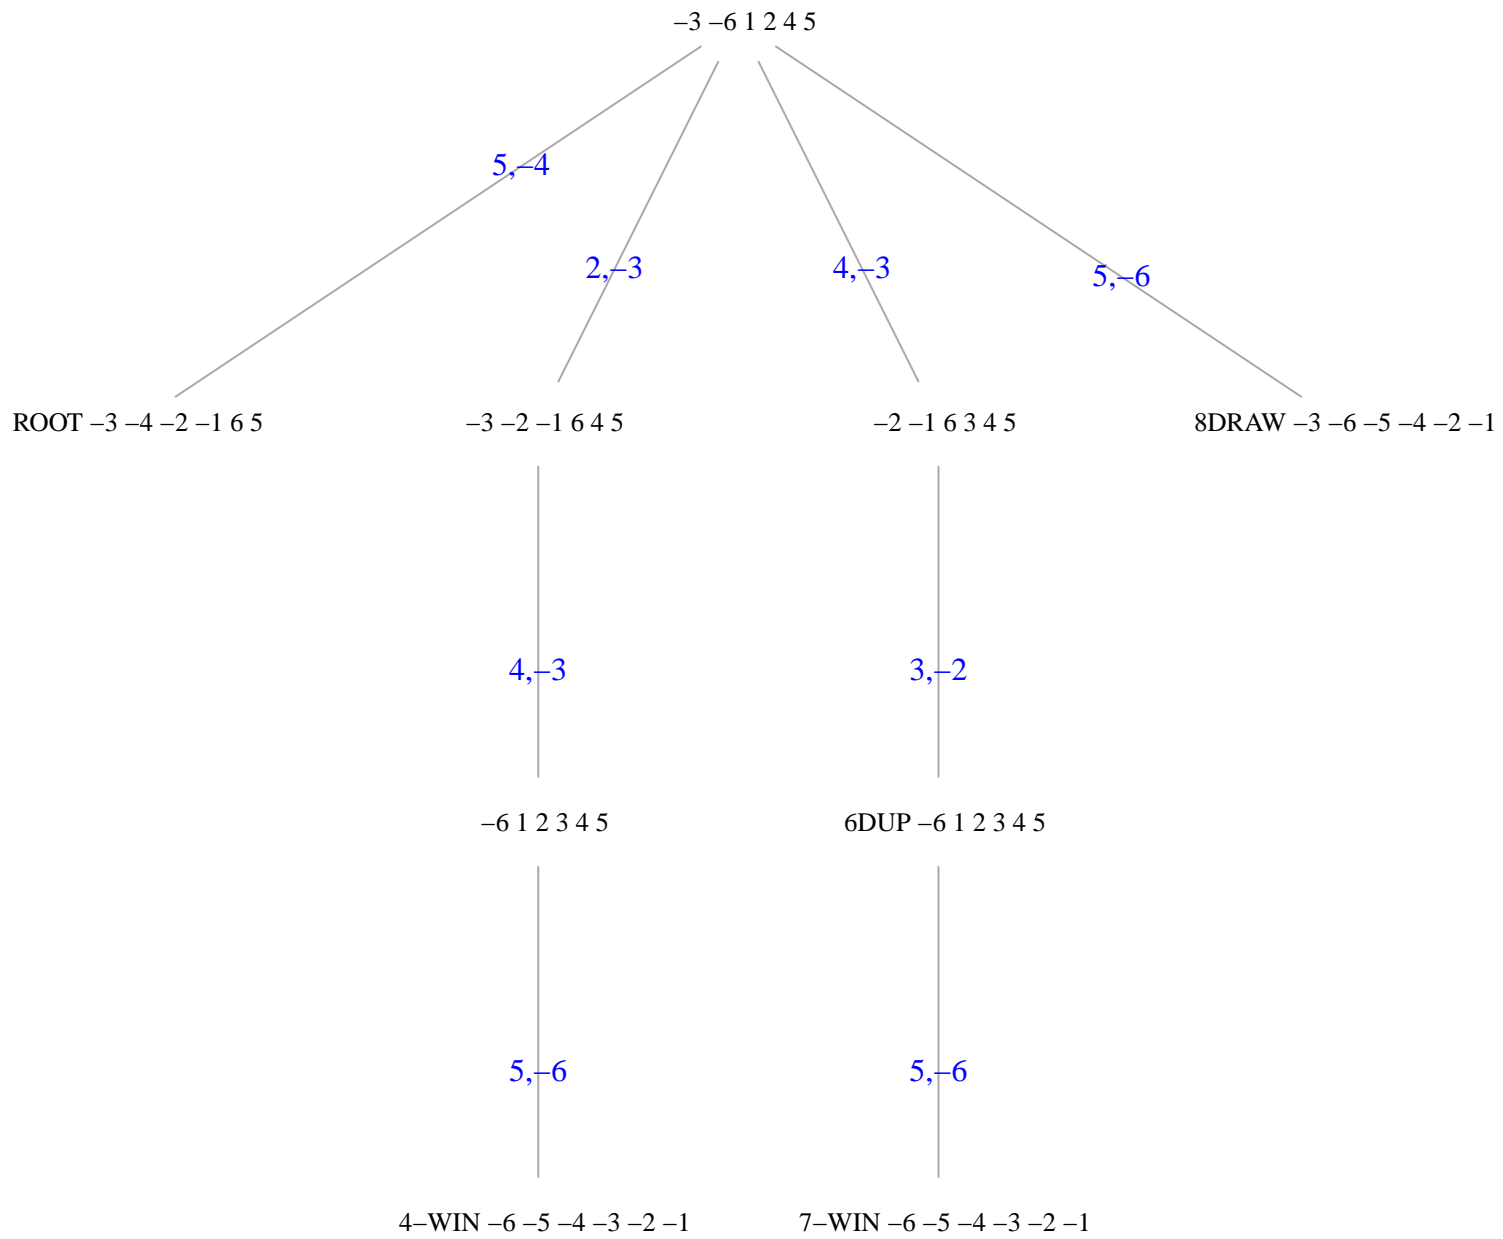 −3 −6 1 2 4 5
5,−4
2,−3
4,−3
5,−6
ROOT −3 −4 −2 −1 6 5
−3 −2 −1 6 4 5
−2 −1 6 3 4 5
8DRAW −3 −6 −5 −4 −2 −1
4,−3
3,−2
−6 1 2 3 4 5
6DUP −6 1 2 3 4 5
5,−6
5,−6
4−WIN −6 −5 −4 −3 −2 −1
7−WIN −6 −5 −4 −3 −2 −1